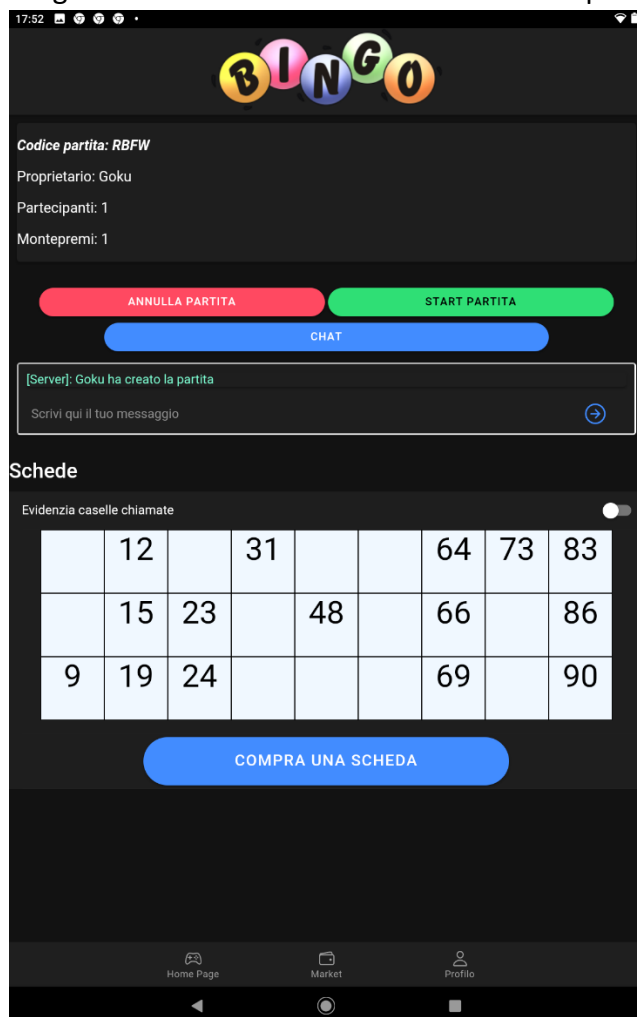 17:52
BINGO
Codice partita: RBFW
Proprietario: Goku
Partecipanti: 1
Montepremi: 1
ANNULLA PARTITA START PARTITA
CHAT
[Server]: Goku ha creato la partita
Scrivi qui il tuo messaggio
Schede
Evidenzia caselle chiamate
12 31 64 73 83
15 23 48 66 86
9 19 24 69 90
COMPRA UNA SCHEDA
Home Page Market Profilo